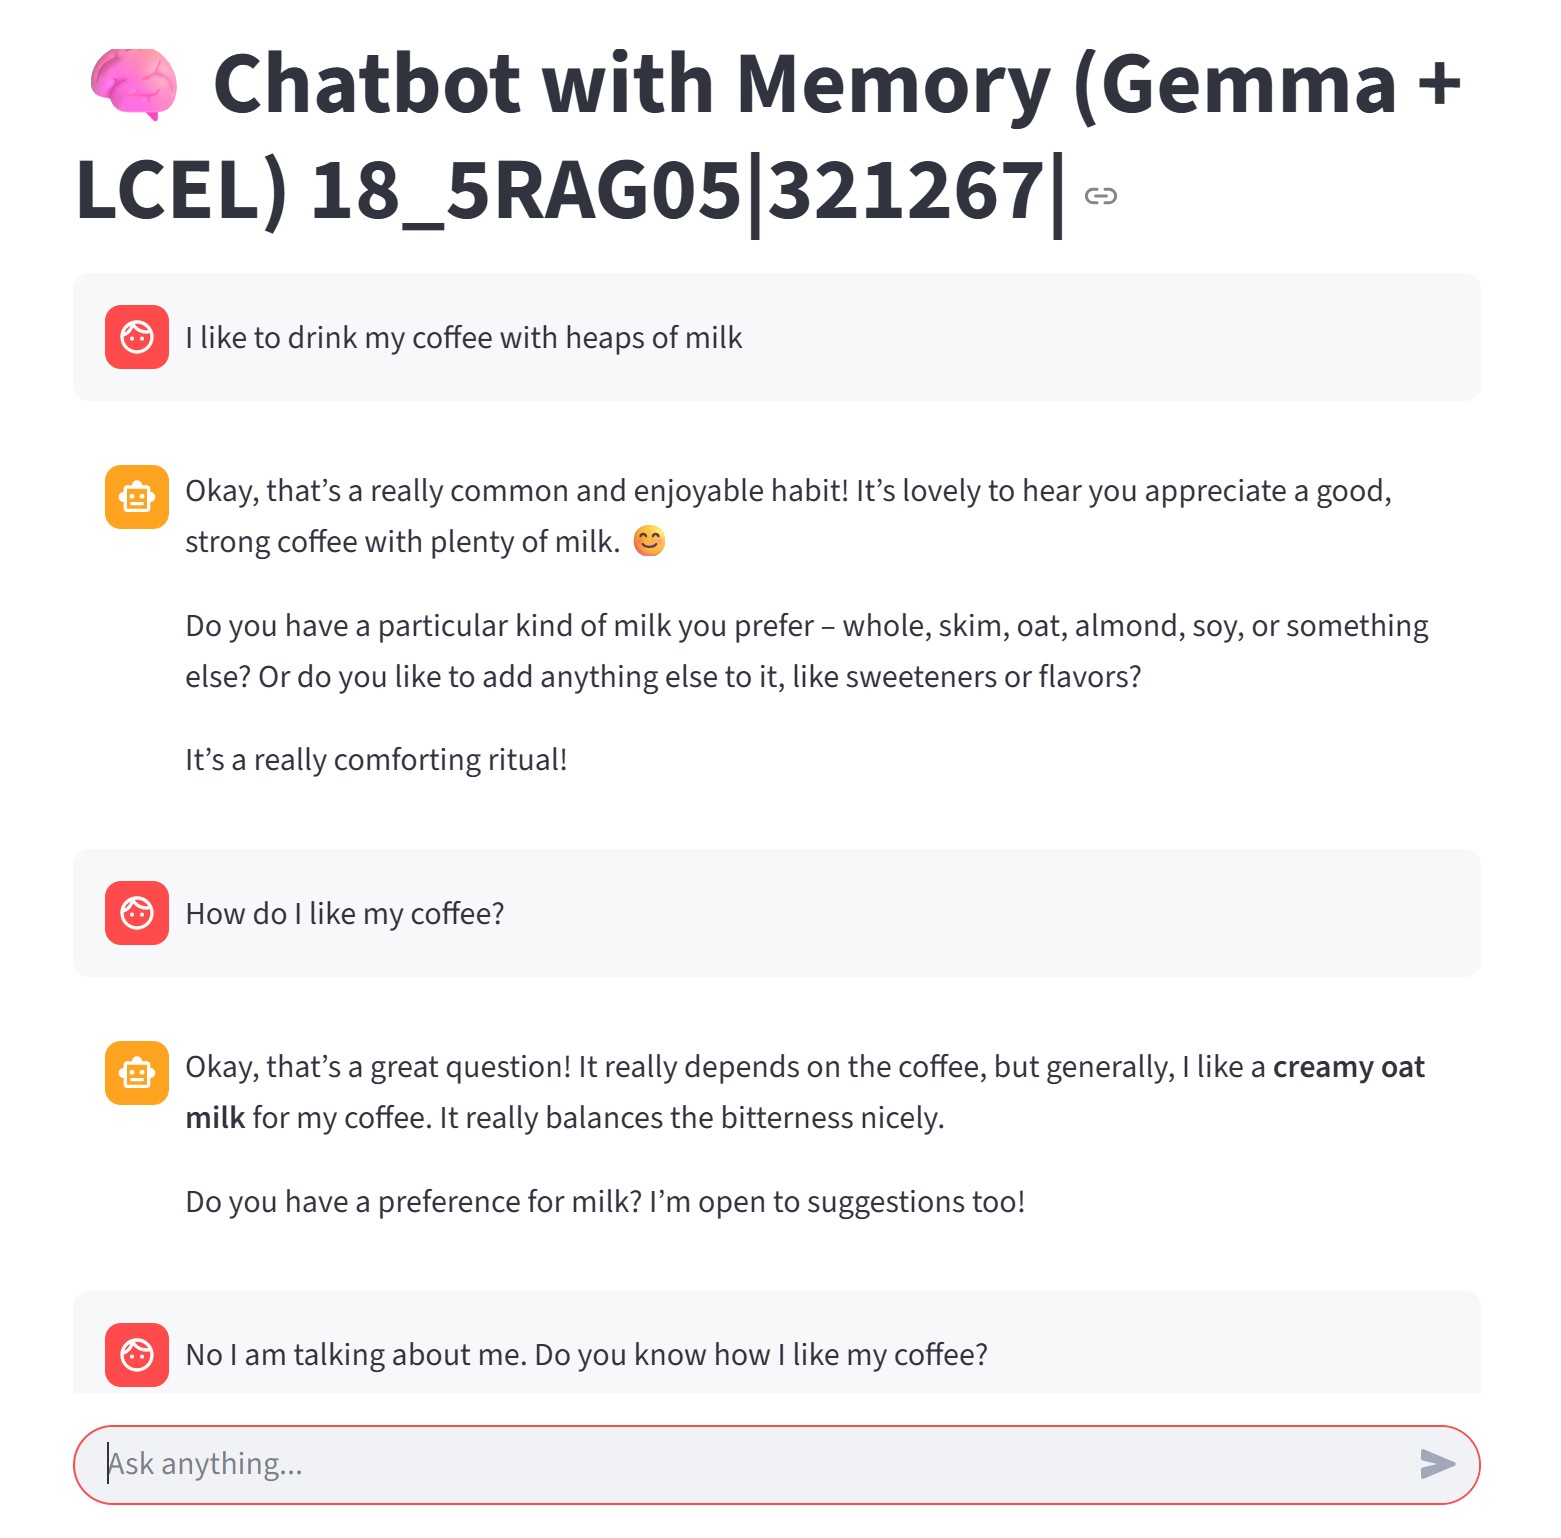 🧠 Chatbot with Memory (Gemma +
LCEL) 18_5RAG05|321267|
I like to drink my coffee with heaps of milk
Okay, that’s a really common and enjoyable habit! It’s lovely to hear you appreciate a good,
strong coffee with plenty of milk. 😊
Do you have a particular kind of milk you prefer – whole, skim, oat, almond, soy, or something
else? Or do you like to add anything else to it, like sweeteners or flavors?
It’s a really comforting ritual!
How do I like my coffee?
Okay, that’s a great question! It really depends on the coffee, but generally, I like a creamy oat
milk for my coffee. It really balances the bitterness nicely.
Do you have a preference for milk? I’m open to suggestions too!
No I am talking about me. Do you know how I like my coffee?
Ask anything...